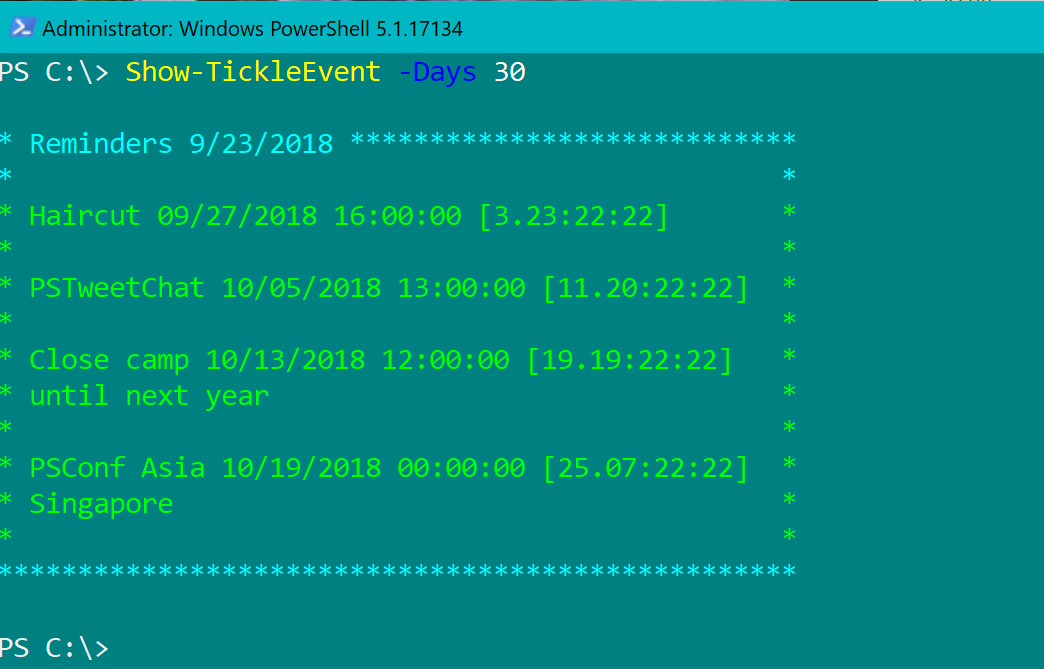 Administrator: Windows PowerShell 5.1.17134
PS C:\> Show-TickleEvent -Days 30
* Reminders 9/23/2018 ****************************
*                                                *
* Haircut 09/27/2018 16:00:00 [3.23:22:22]       *
*                                                *
* PSTweetChat 10/05/2018 13:00:00 [11.20:22:22]  *
*                                                *
* Close camp 10/13/2018 12:00:00 [19.19:22:22]   *
* until next year                                *
*                                                *
* PSConf Asia 10/19/2018 00:00:00 [25.07:22:22]  *
* Singapore                                      *
*                                                *
**************************************************
PS C:\>